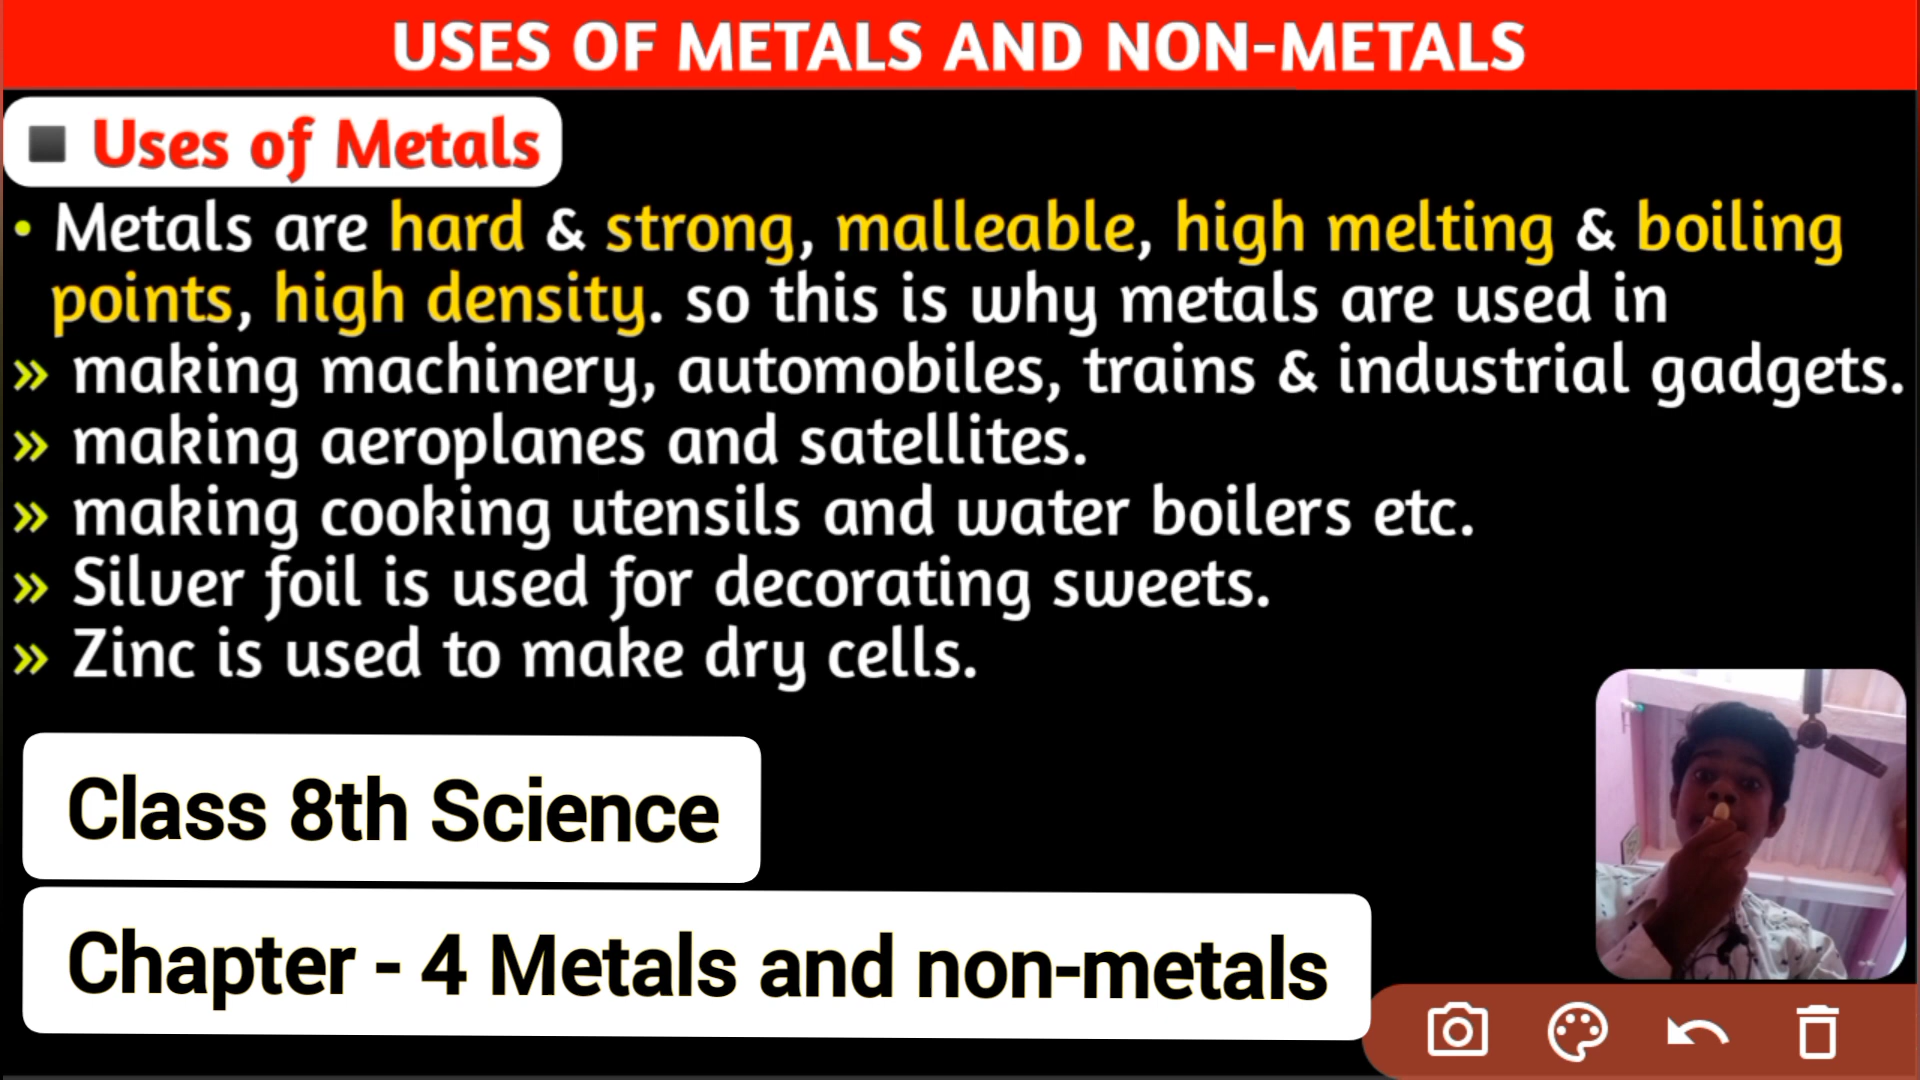 USES OF METALS AND NON-METALS
Uses of Metals
• Metals are hard & strong, malleable, high melting & boiling
points, high density. so this is why metals are used in
» making machinery, automobiles, trains & industrial gadgets.
» making aeroplanes and satellites.
» making cooking utensils and water boilers etc.
» Silver foil is used for decorating sweets.
» Zinc is used to make dry cells.
Class 8th Science
Chapter - 4 Metals and non-metals